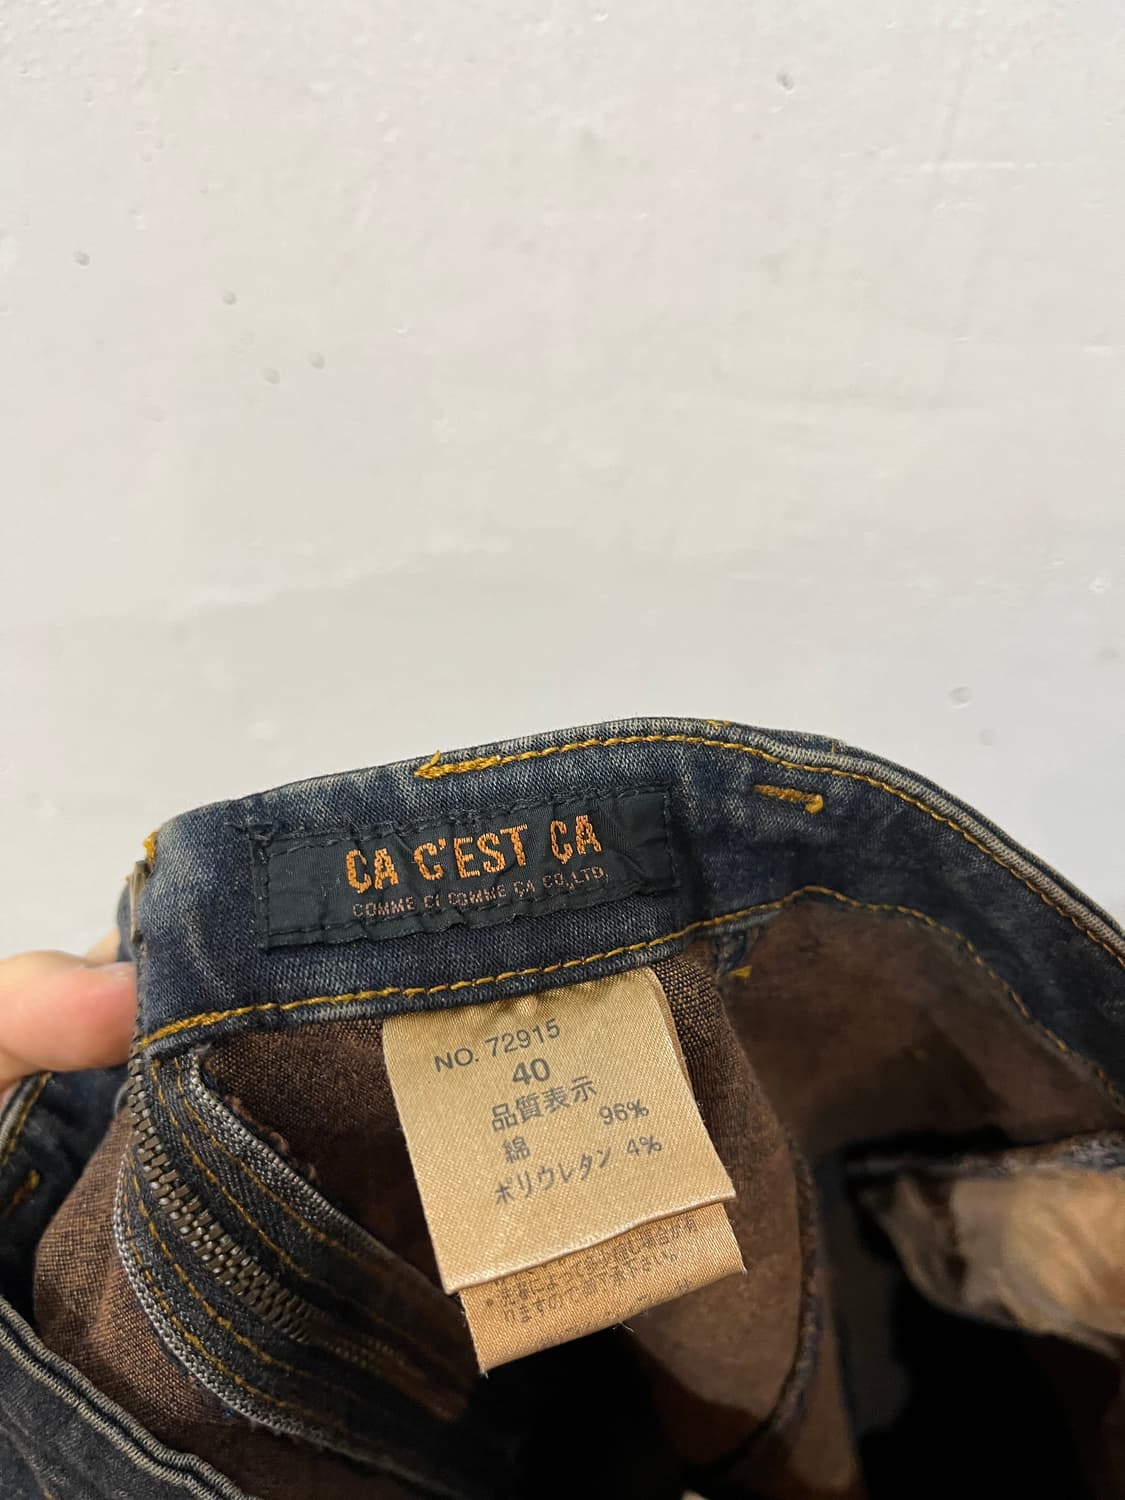 CA C'EST CA
COMME CI COMME CA CO.,LTD.
NO. 72915
40
品質表示
綿 96%
ポリウレタン 4%